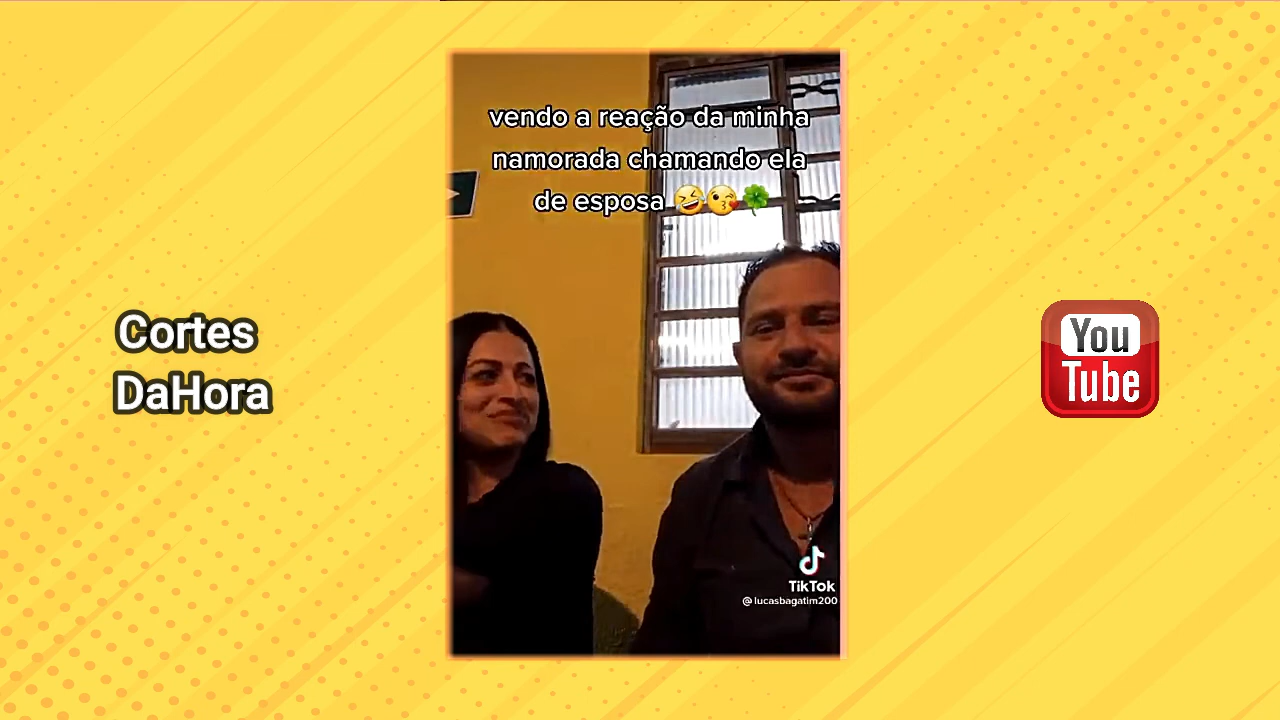 vendo a reação da minha
namorada chamando ela
de esposa 🤣😘🍀
Cortes
DaHora
You
Tube
TikTok
@lucasbagatim200